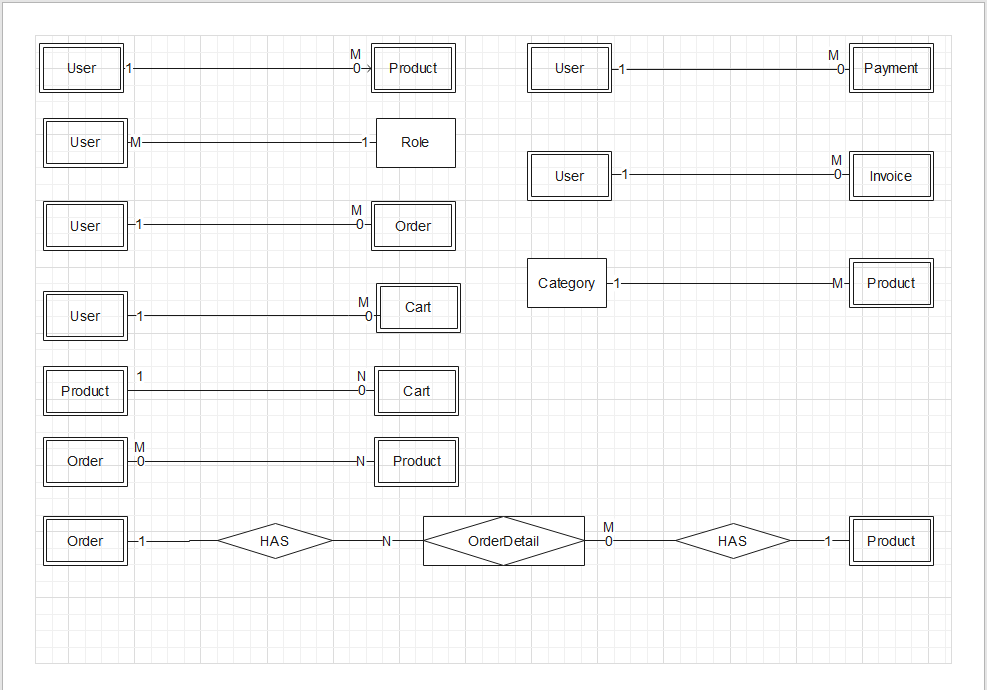 User 1 M 0 Product
User 1 M 0 Payment
User M 1 Role
User 1 M 0 Invoice
User 1 M 0 Order
Category 1 M Product
User 1 M 0 Cart
Product 1 N 0 Cart
Order M 0 N Product
Order 1 HAS N OrderDetail M 0 HAS 1 Product